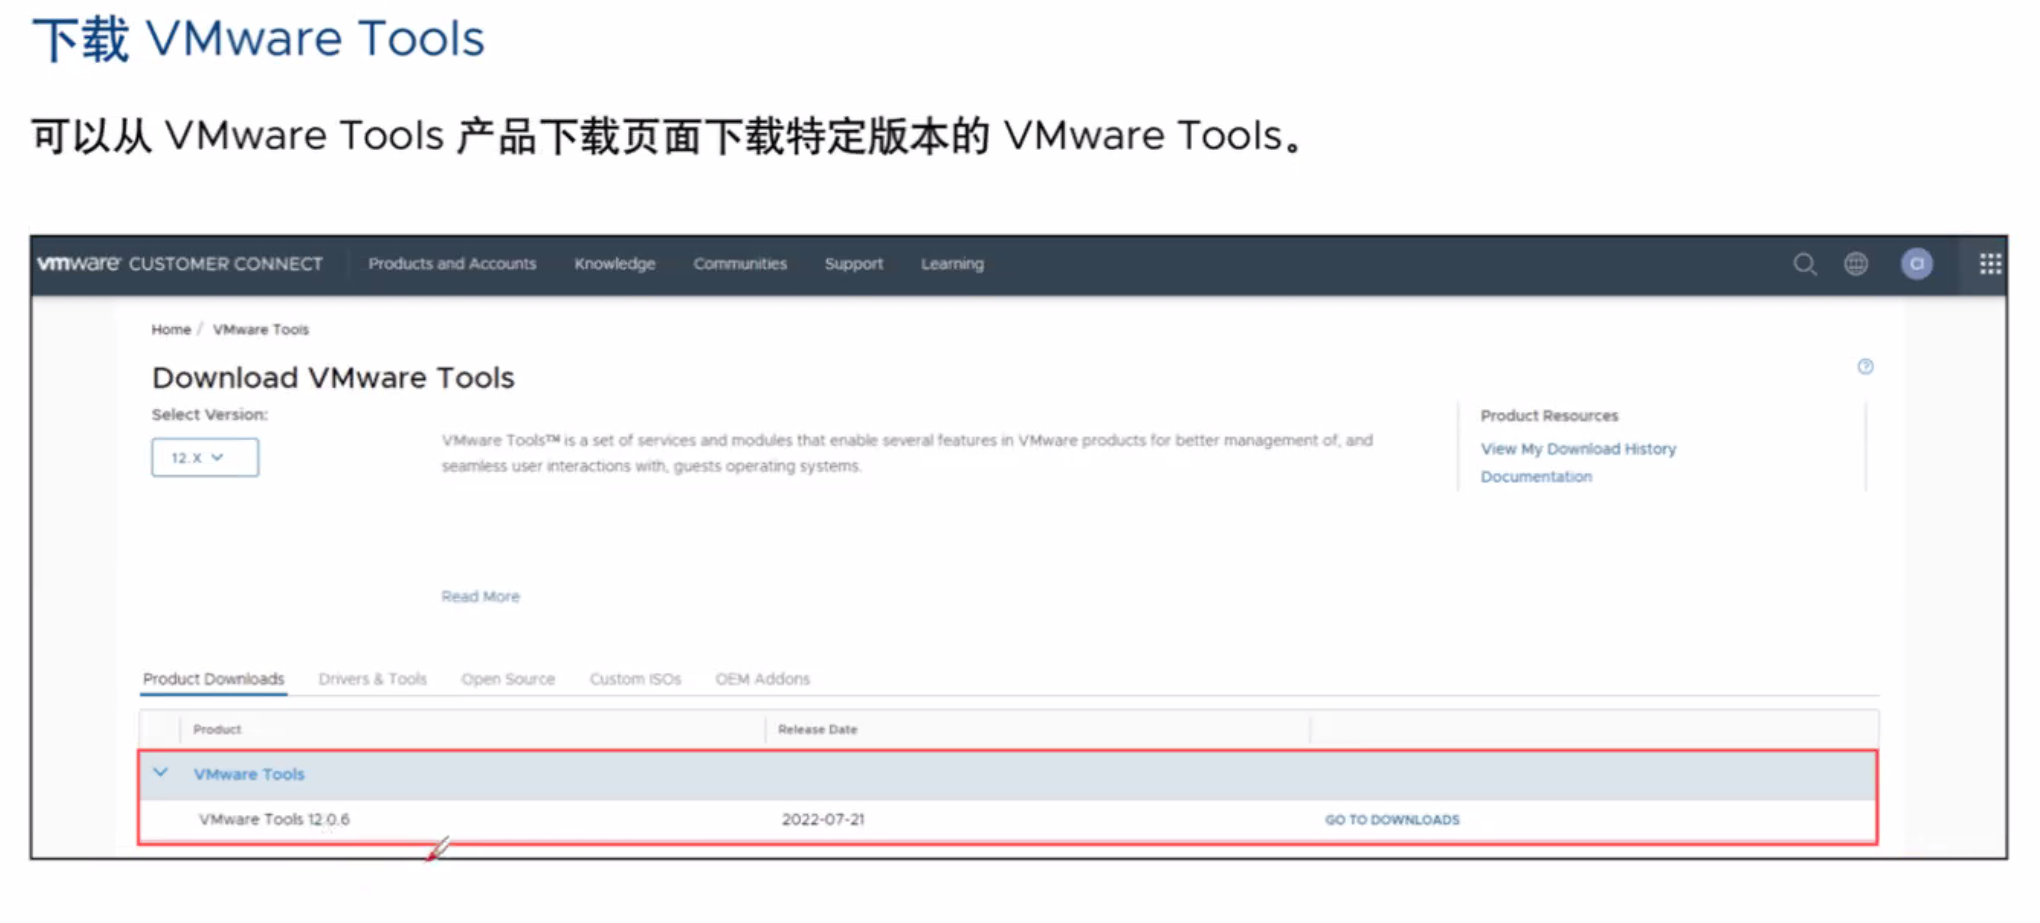 下载 VMware Tools
可以从 VMware Tools 产品下载页面下载特定版本的 VMware Tools。
vmware CUSTOMER CONNECT Products and Accounts Knowledge Communities Support Learning CI
Home / VMware Tools
Download VMware Tools
Select Version:
12.X
VMware Tools™ is a set of services and modules that enable several features in VMware products for better management of, and
seamless user interactions with, guests operating systems.
Read More
Product Resources
View My Download History
Documentation
Product Downloads Drivers & Tools Open Source Custom ISOs OEM Addons
Product Release Date
VMware Tools
VMware Tools 12.0.6 2022-07-21 GO TO DOWNLOADS